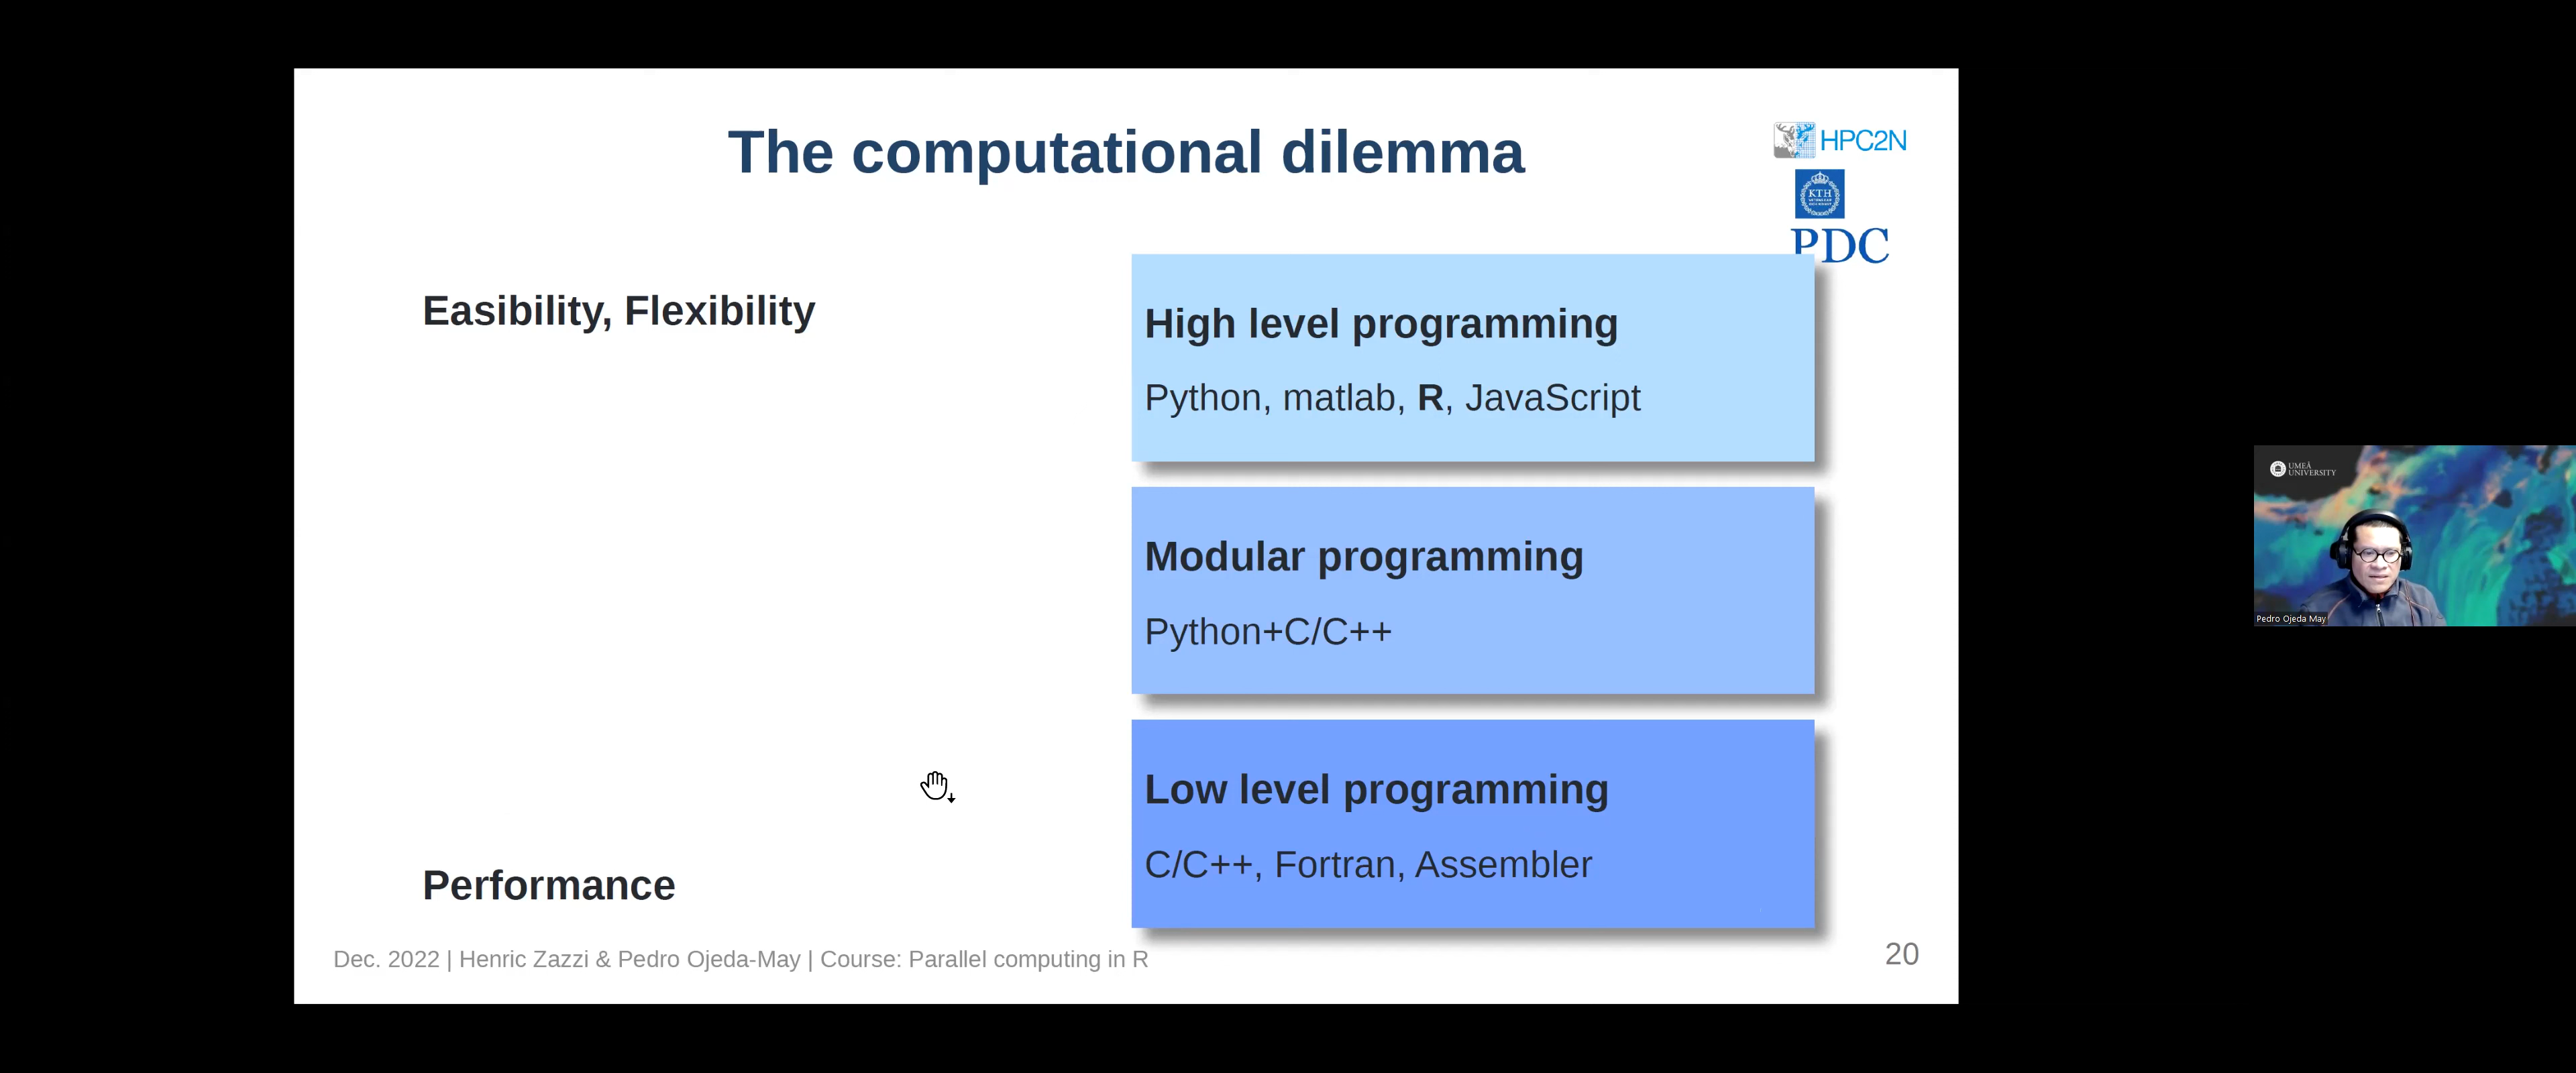 The computational dilemma
HPC2N
KTH
PDC
Easibility, Flexibility
High level programming
Python, matlab, R, JavaScript
Modular programming
Python+C/C++
Low level programming
C/C++, Fortran, Assembler
Performance
Dec. 2022 | Henric Zazzi & Pedro Ojeda-May | Course: Parallel computing in R
20
UMEÅ
UNIVERSITY
Pedro Ojeda May